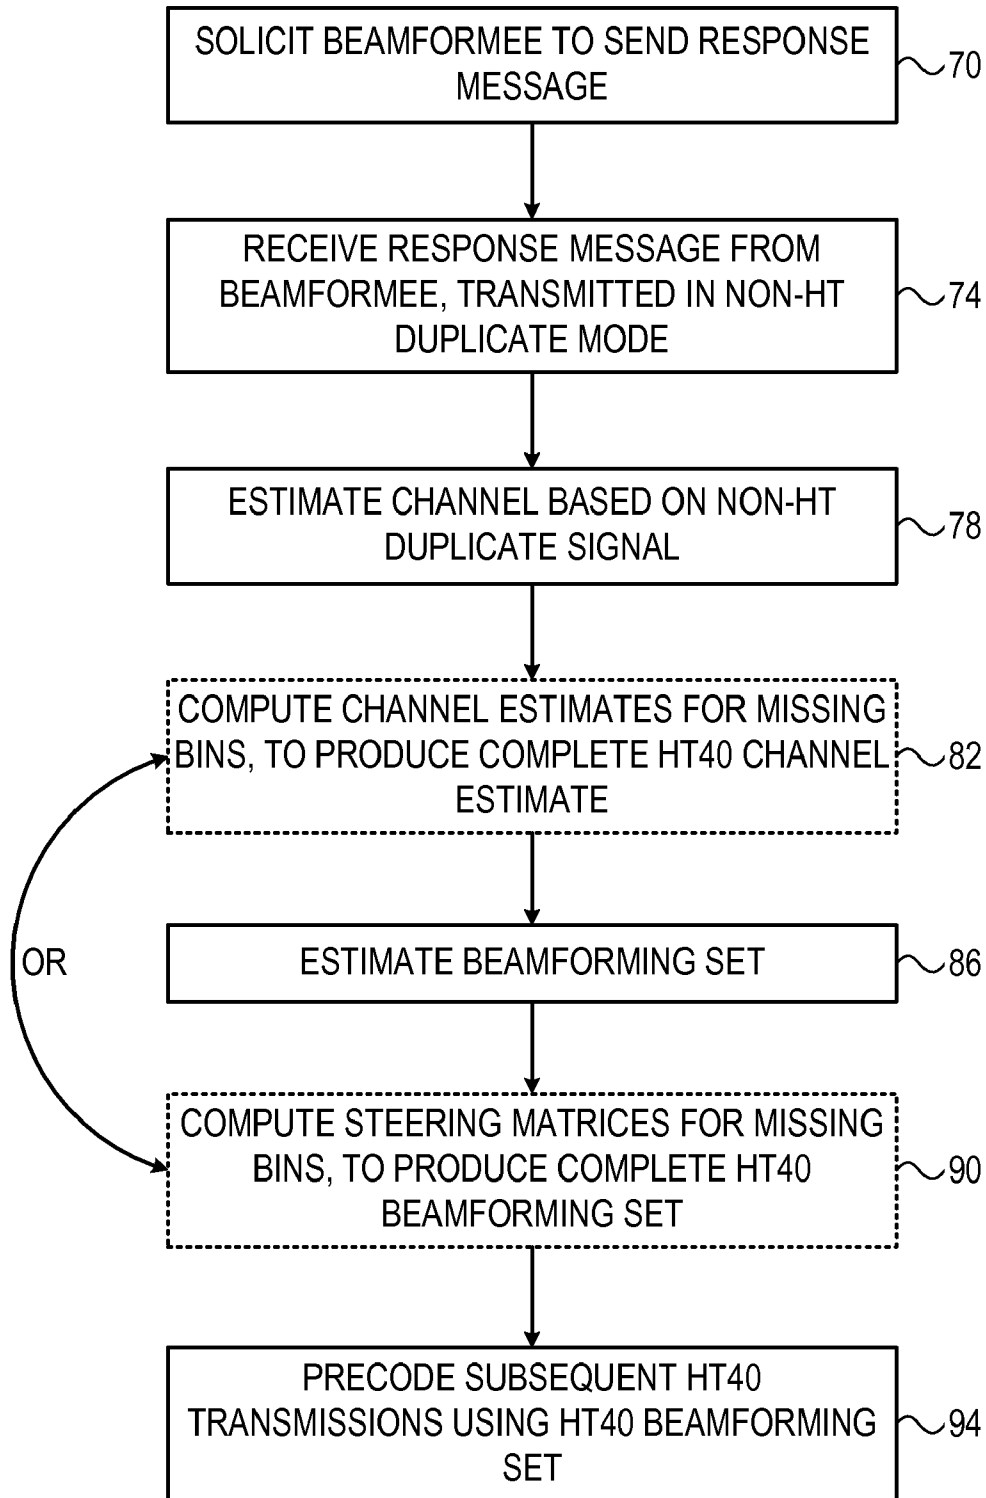 SOLICIT BEAMFORMEE TO SEND RESPONSE
MESSAGE
70
RECEIVE RESPONSE MESSAGE FROM
BEAMFORMEE, TRANSMITTED IN NON-HT
DUPLICATE MODE
74
ESTIMATE CHANNEL BASED ON NON-HT
DUPLICATE SIGNAL
78
COMPUTE CHANNEL ESTIMATES FOR MISSING
BINS, TO PRODUCE COMPLETE HT40 CHANNEL
ESTIMATE
82
OR
ESTIMATE BEAMFORMING SET
86
COMPUTE STEERING MATRICES FOR MISSING
BINS, TO PRODUCE COMPLETE HT40
BEAMFORMING SET
90
PRECODE SUBSEQUENT HT40
TRANSMISSIONS USING HT40 BEAMFORMING
SET
94